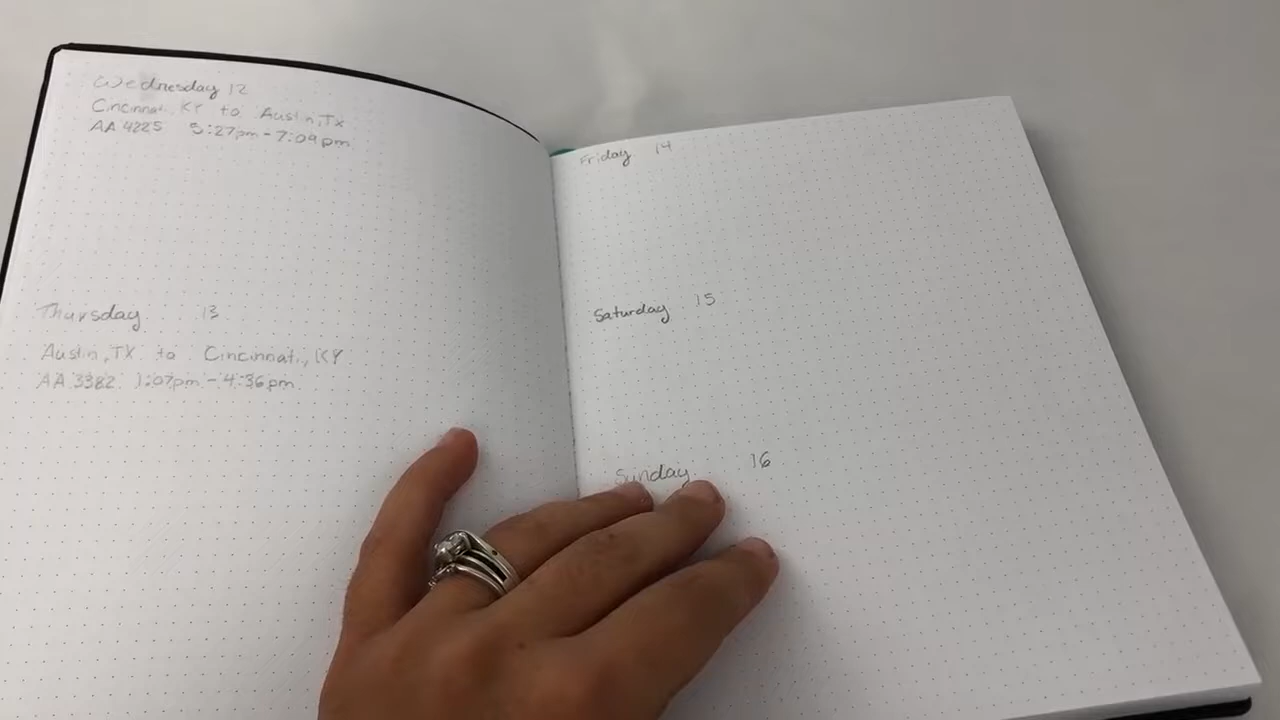 Wednesday 12
Cincinnati, KY to Austin, TX
AA 4225 5:27pm - 7:09pm
Thursday 13
Austin, TX to Cincinnati, KY
AA 3382 1:07pm - 4:36pm
Friday 14
Saturday 15
Sunday 16